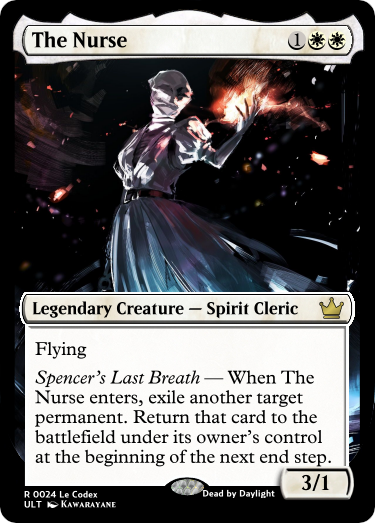 The Nurse 1
Legendary Creature — Spirit Cleric
Flying
Spencer's Last Breath — When The
Nurse enters, exile another target
permanent. Return that card to the
battlefield under its owner's control
at the beginning of the next end step.
3/1
R 0024 Le Codex
ULT Kawarayane
Dead by Daylight